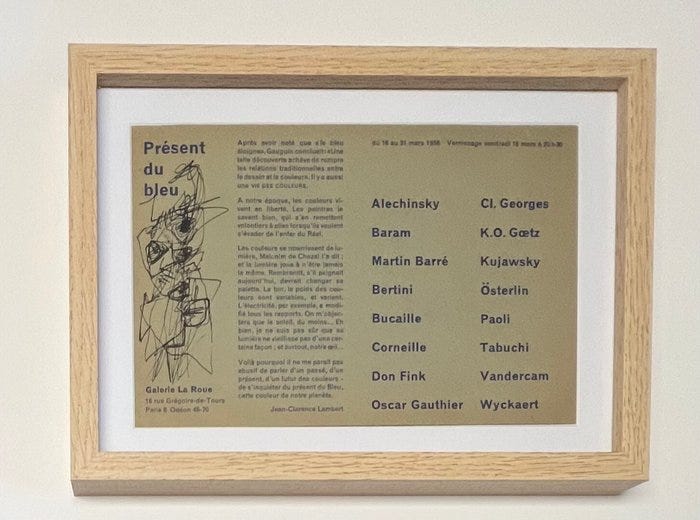 Présent
du
bleu
Galerie La Roue
16 rue Grégoire-de-Tours
Paris 6 Odéon 45-70
Après avoir noté que «le bleu
éloigne», Gauguin concluait: «Une
telle découverte achève de rompre
les relations traditionnelles entre
le dessin et la couleur». Il y a aussi
une VIE DES COULEURS.
A notre époque, les couleurs vi-
vent en liberté. Les peintres le
savent bien, qui s'en remettent
volontiers à elles lorsqu'ils veulent
s'évader de l'enfer du Réel.
Les couleurs se nourrissent de lu-
mière, Malcolm de Chazal l'a dit ;
et la lumière joue à n'être jamais
la même. Rembrandt, s'il peignait
aujourd'hui, devrait changer sa
palette. Le ton, le poids des cou-
leurs sont variables, et varient.
L'électricité, par exemple, a modi-
fié tous les rapports. On m'objec-
tera que le soleil, du moins... Eh
bien, je ne suis pas sûr que sa
lumière ne vieillisse pas d'une cer-
taine façon ; et surtout, notre œil...
Voilà pourquoi il ne me paraît pas
abusif de parler d'un passé, d'un
présent, d'un futur des couleurs -
de s'inquiéter du présent du Bleu,
cette couleur de notre planète.
Jean-Clarence Lambert
du 16 au 31 mars 1956 Vernissage vendredi 16 mars à 20 h 30
Alechinsky
Baram
Martin Barré
Bertini
Bucaille
Corneille
Don Fink
Oscar Gauthier
Cl. Georges
K.O. Gœtz
Kujawsky
Österlin
Paoli
Tabuchi
Vandercam
Wyckaert